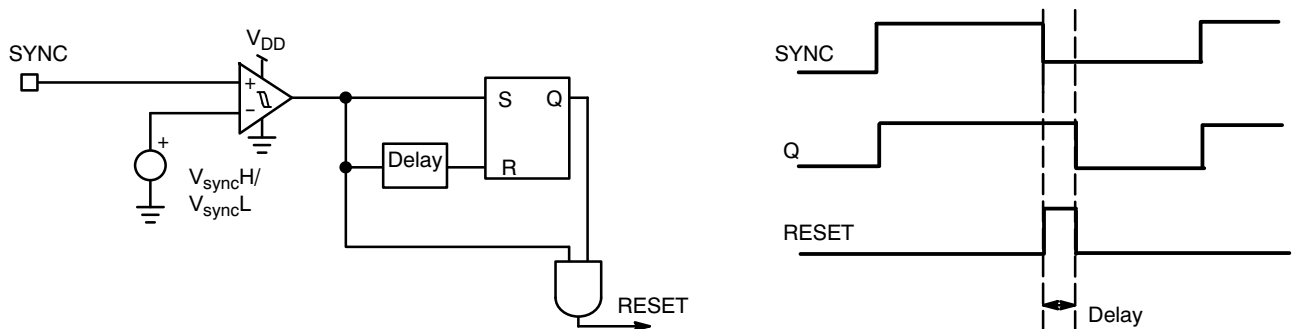 SYNC
VDD
+
−
+
VsyncH/
VsyncL
S Q
Delay
R
RESET
SYNC
Q
RESET
Delay